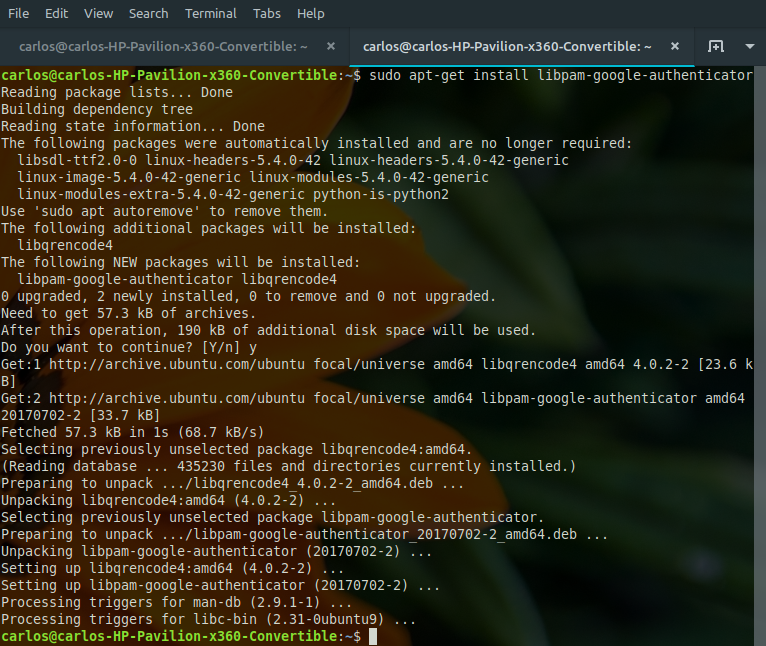 File Edit View Search Terminal Tabs Help
carlos@carlos-HP-Pavilion-x360-Convertible: ~ × carlos@carlos-HP-Pavilion-x360-Convertible: ~ ×
carlos@carlos-HP-Pavilion-x360-Convertible:~$ sudo apt-get install libpam-google-authenticator
Reading package lists... Done
Building dependency tree
Reading state information... Done
The following packages were automatically installed and are no longer required:
  libsdl-ttf2.0-0 linux-headers-5.4.0-42 linux-headers-5.4.0-42-generic
  linux-image-5.4.0-42-generic linux-modules-5.4.0-42-generic
  linux-modules-extra-5.4.0-42-generic python-is-python2
Use 'sudo apt autoremove' to remove them.
The following additional packages will be installed:
  libqrencode4
The following NEW packages will be installed:
  libpam-google-authenticator libqrencode4
0 upgraded, 2 newly installed, 0 to remove and 0 not upgraded.
Need to get 57.3 kB of archives.
After this operation, 190 kB of additional disk space will be used.
Do you want to continue? [Y/n] y
Get:1 http://archive.ubuntu.com/ubuntu focal/universe amd64 libqrencode4 amd64 4.0.2-2 [23.6 k
B]
Get:2 http://archive.ubuntu.com/ubuntu focal/universe amd64 libpam-google-authenticator amd64
20170702-2 [33.7 kB]
Fetched 57.3 kB in 1s (68.7 kB/s)
Selecting previously unselected package libqrencode4:amd64.
(Reading database ... 435230 files and directories currently installed.)
Preparing to unpack .../libqrencode4_4.0.2-2_amd64.deb ...
Unpacking libqrencode4:amd64 (4.0.2-2) ...
Selecting previously unselected package libpam-google-authenticator.
Preparing to unpack .../libpam-google-authenticator_20170702-2_amd64.deb ...
Unpacking libpam-google-authenticator (20170702-2) ...
Setting up libqrencode4:amd64 (4.0.2-2) ...
Setting up libpam-google-authenticator (20170702-2) ...
Processing triggers for man-db (2.9.1-1) ...
Processing triggers for libc-bin (2.31-0ubuntu9) ...
carlos@carlos-HP-Pavilion-x360-Convertible:~$